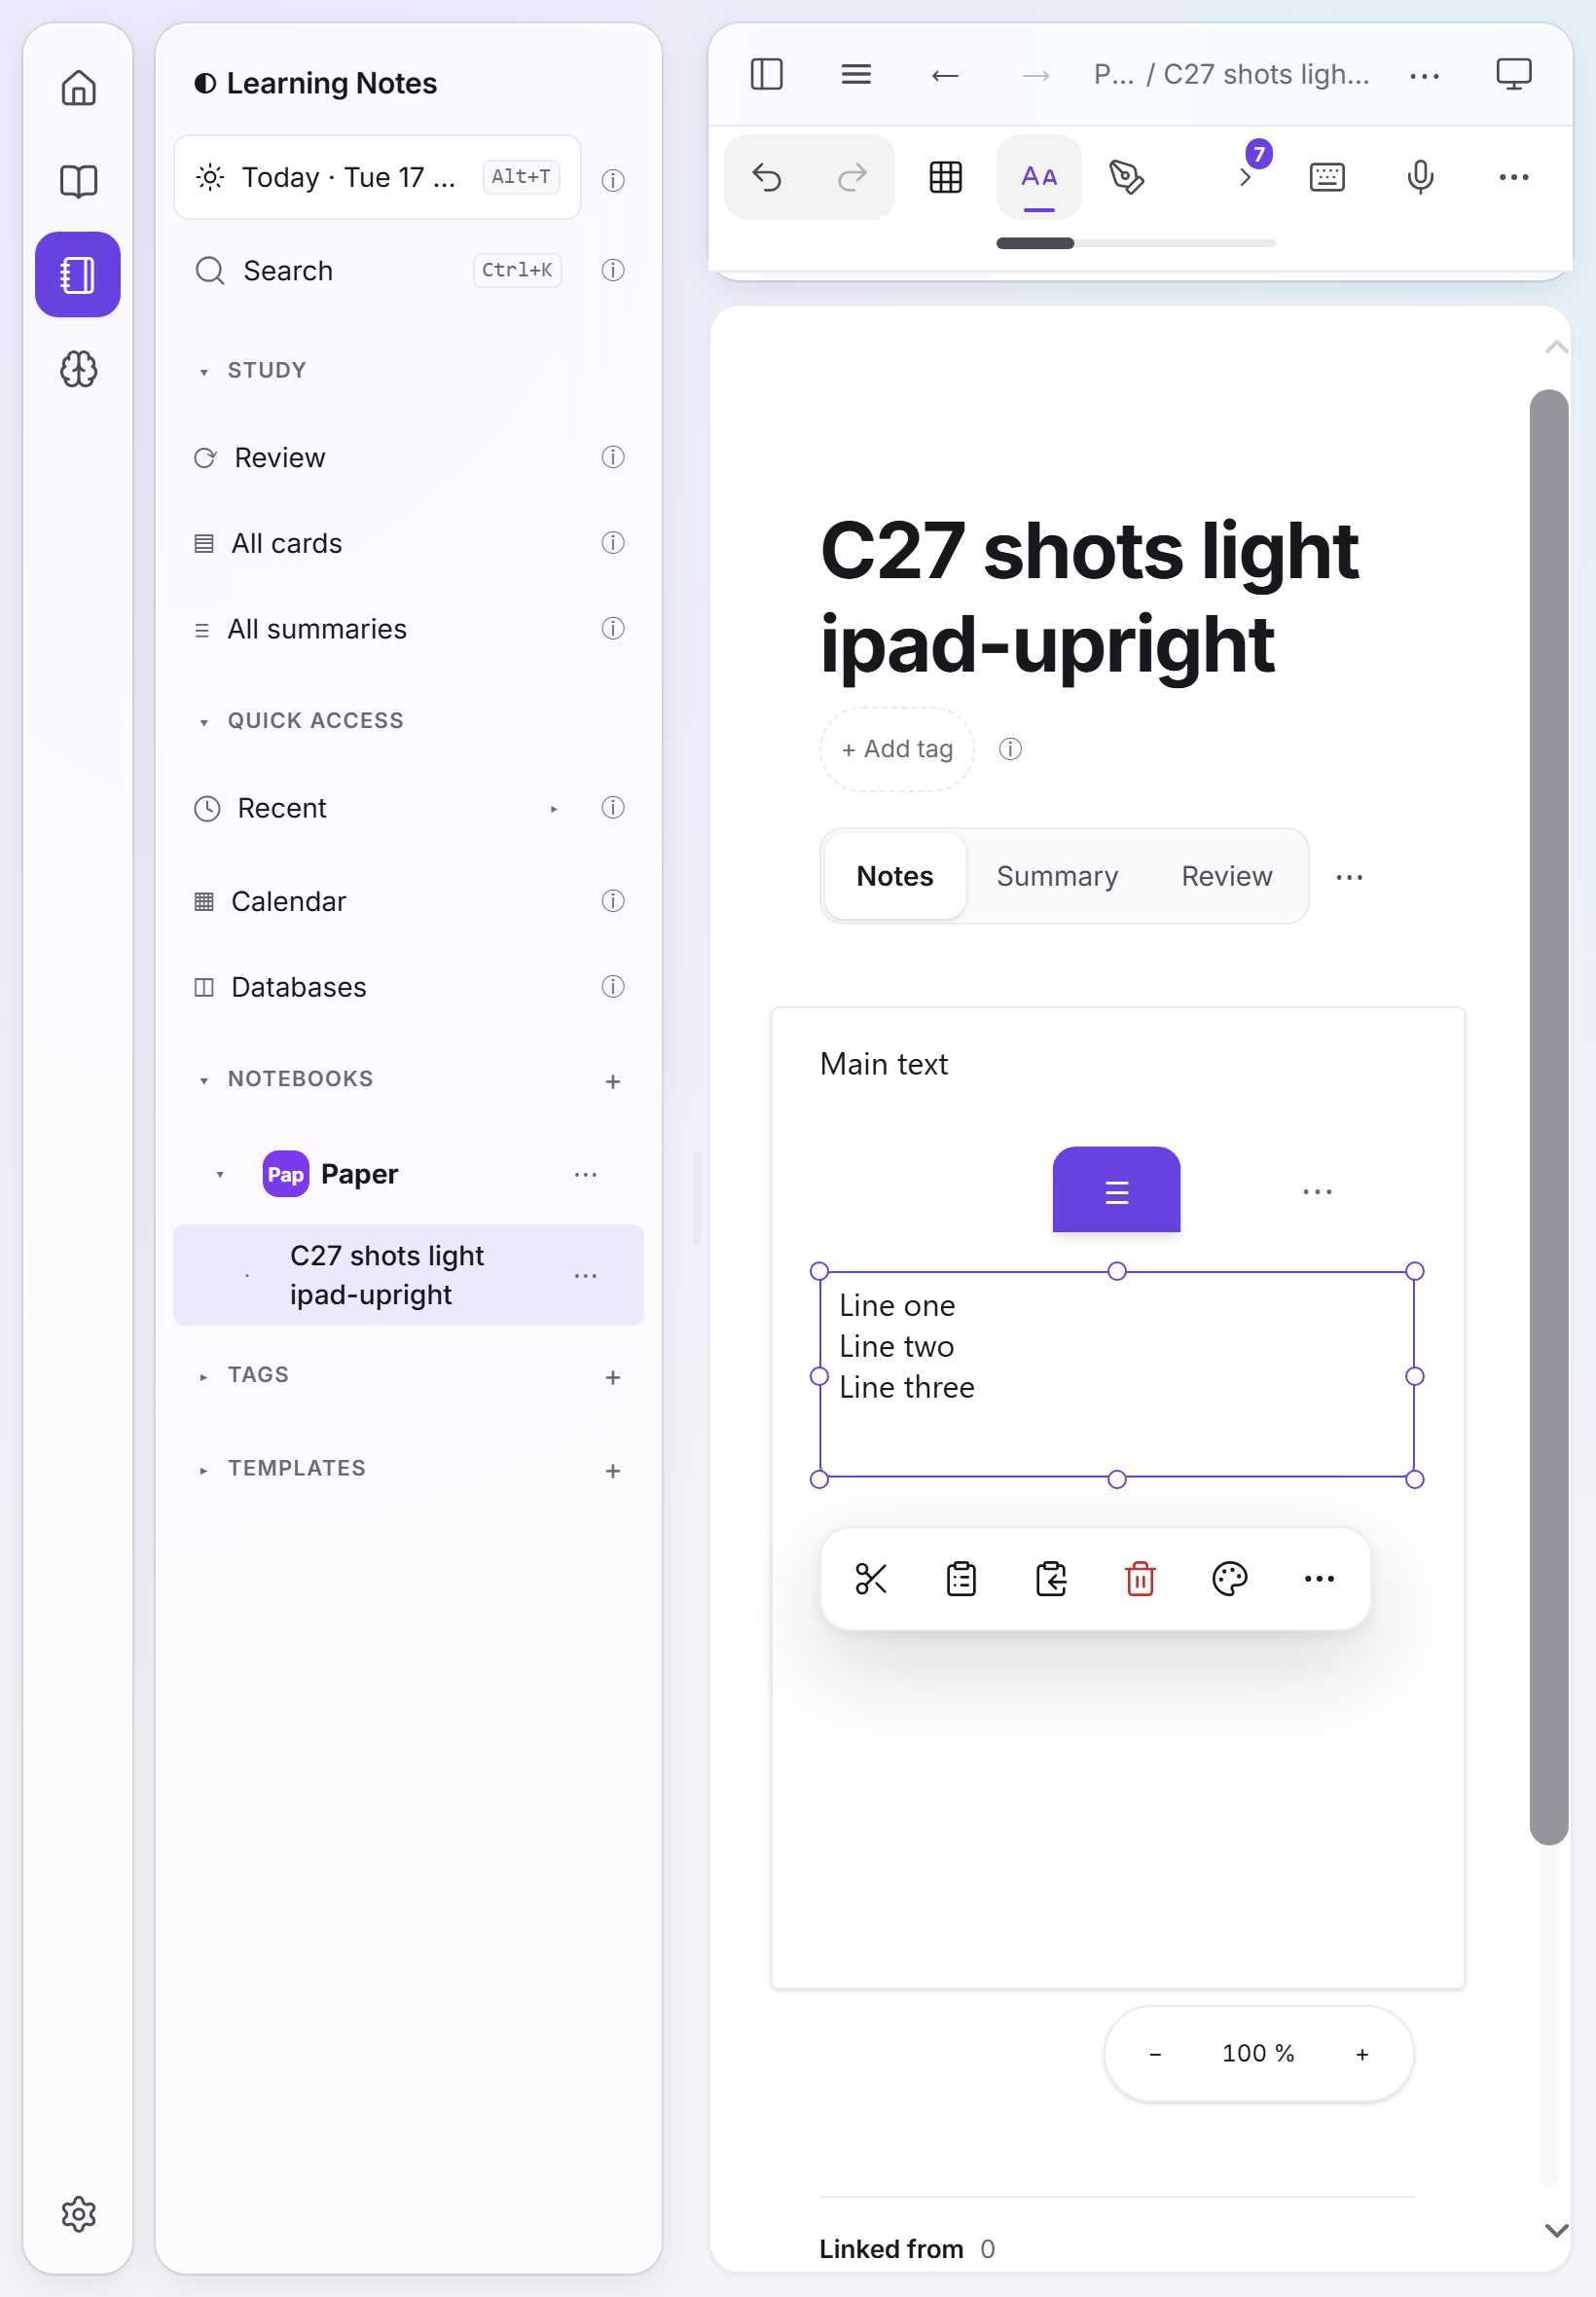 Learning Notes
Today · Tue 17 ... Alt+T
Search Ctrl+K
STUDY
Review
All cards
All summaries
QUICK ACCESS
Recent
Calendar
Databases
NOTEBOOKS +
Pap Paper ...
C27 shots light
ipad-upright ...
TAGS +
TEMPLATES +
P... / C27 shots ligh... ...
AA 7
C27 shots light
ipad-upright
+ Add tag
Notes Summary Review ...
Main text
Line one
Line two
Line three
− 100 % +
Linked from 0